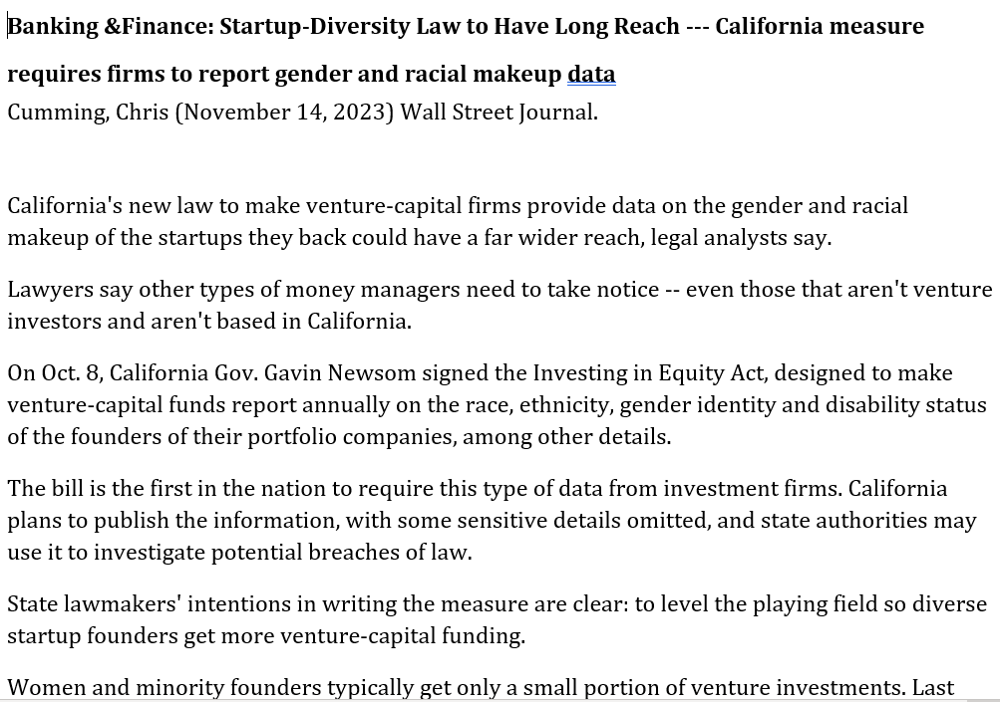 Banking &Finance: Startup-Diversity Law to Have Long Reach --- California measure
requires firms to report gender and racial makeup data
Cumming, Chris (November 14, 2023) Wall Street Journal.
California's new law to make venture-capital firms provide data on the gender and racial
makeup of the startups they back could have a far wider reach, legal analysts say.
Lawyers say other types of money managers need to take notice -- even those that aren't venture
investors and aren't based in California.
On Oct. 8, California Gov. Gavin Newsom signed the Investing in Equity Act, designed to make
venture-capital funds report annually on the race, ethnicity, gender identity and disability status
of the founders of their portfolio companies, among other details.
The bill is the first in the nation to require this type of data from investment firms. California
plans to publish the information, with some sensitive details omitted, and state authorities may
use it to investigate potential breaches of law.
State lawmakers' intentions in writing the measure are clear: to level the playing field so diverse
startup founders get more venture-capital funding.
Women and minority founders typically get only a small portion of venture investments. Last